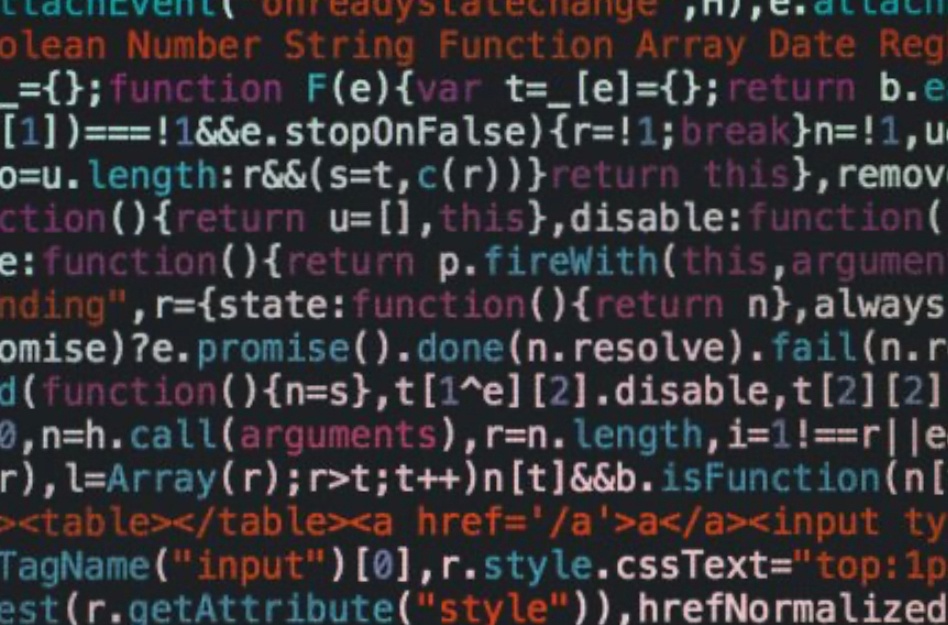 ttachEvent("onreadystatechange",H),e.attach
olean Number String Function Array Date Reg
_={};function F(e){var t=_[e]={};return b.e
[1])===!1&&e.stopOnFalse){r=!1;break}n=!1,u
o=u.length:r&&(s=t,c(r))}return this},remov
ction(){return u=[],this},disable:function(
e:function(){return p.fireWith(this,argumen
nding",r={state:function(){return n},always
omise)?e.promise().done(n.resolve).fail(n.r
d(function(){n=s},t[1^e][2].disable,t[2][2]
0,n=h.call(arguments),r=n.length,i=1!==r||e
r),l=Array(r);r>t;t++)n[t]&&b.isFunction(n[
><table></table><a href='/a'>a</a><input ty
TagName("input")[0],r.style.cssText="top:1p
est(r.getAttribute("style")),hrefNormalized